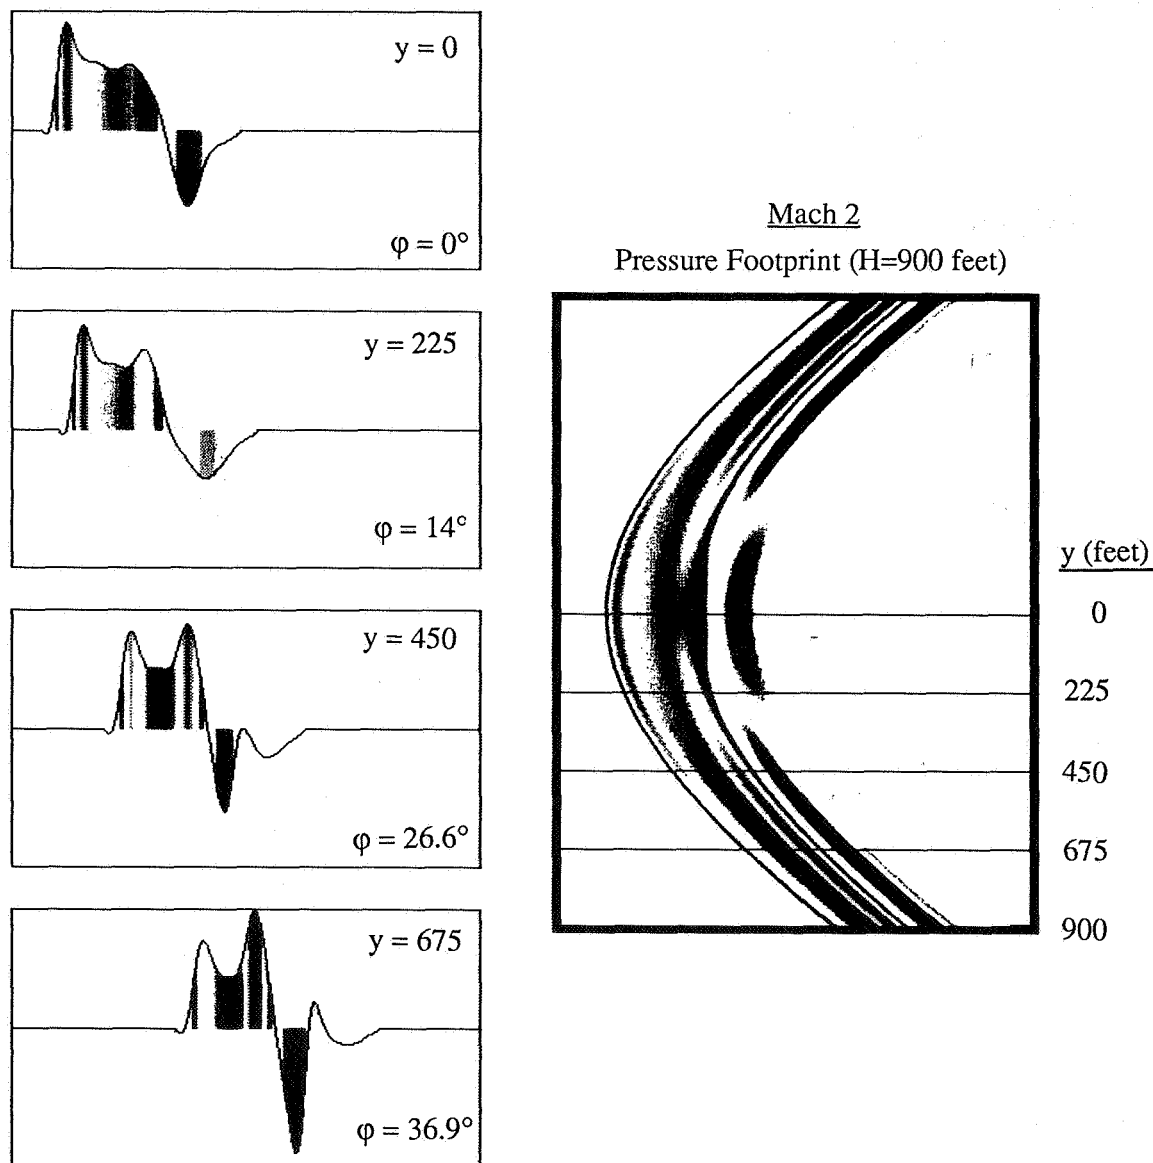 y = 0
φ = 0°
y = 225
φ = 14°
y = 450
φ = 26.6°
y = 675
φ = 36.9°
Mach 2
Pressure Footprint (H=900 feet)
y (feet)
0
225
450
675
900